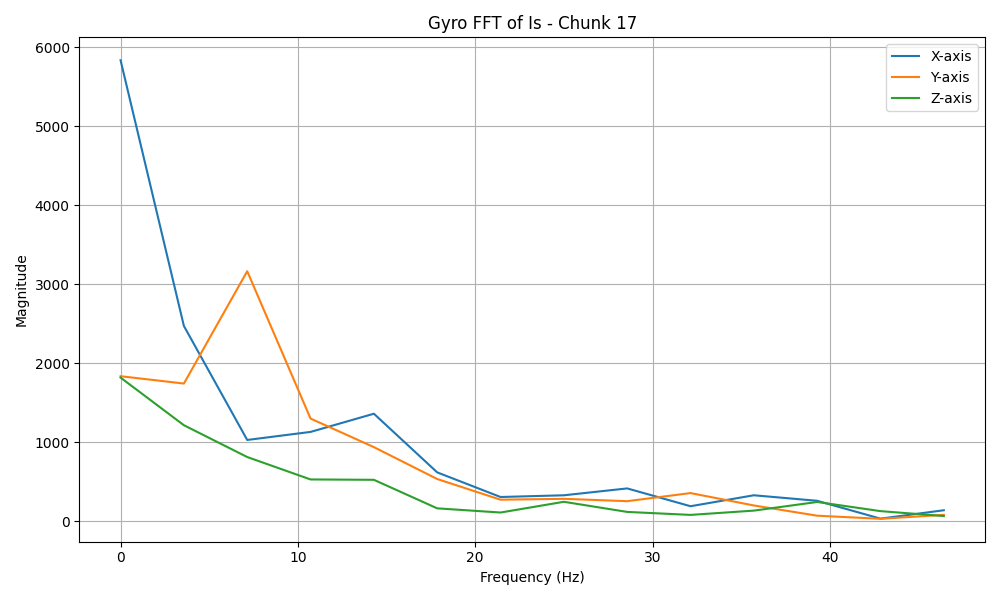 Gyro FFT of Is - Chunk 17
X-axis
Y-axis
Z-axis
Magnitude
6000
5000
4000
3000
2000
1000
0
0 10 20 30 40
Frequency (Hz)